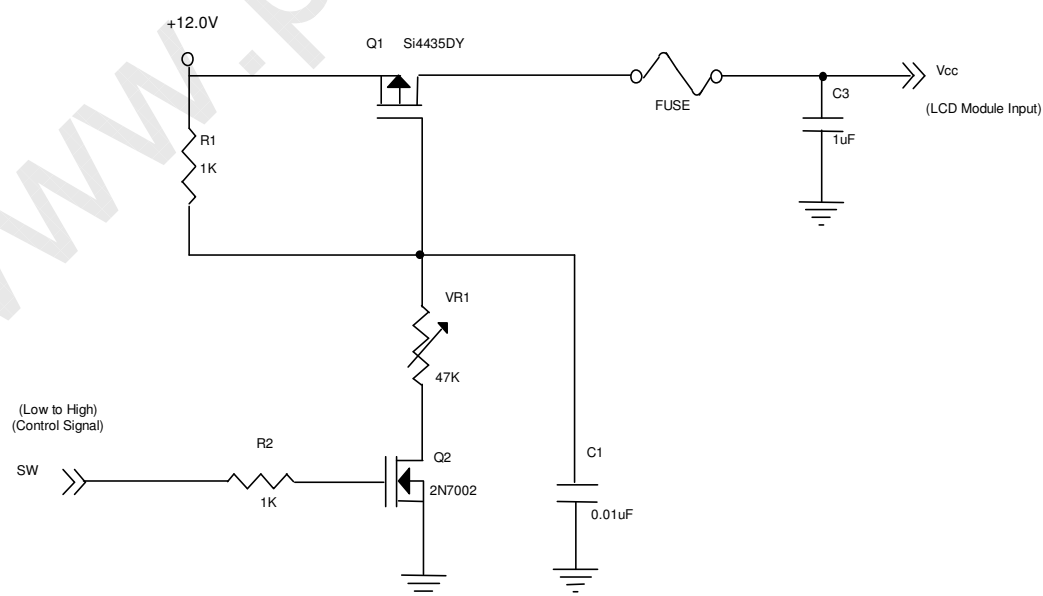 +12.0V
Q1 Si4435DY
Vcc
C3
(LCD Module Input)
FUSE
1uF
R1
1K
VR1
47K
(Low to High)
(Control Signal)
R2
Q2
C1
SW
2N7002
1K
0.01uF
www.p